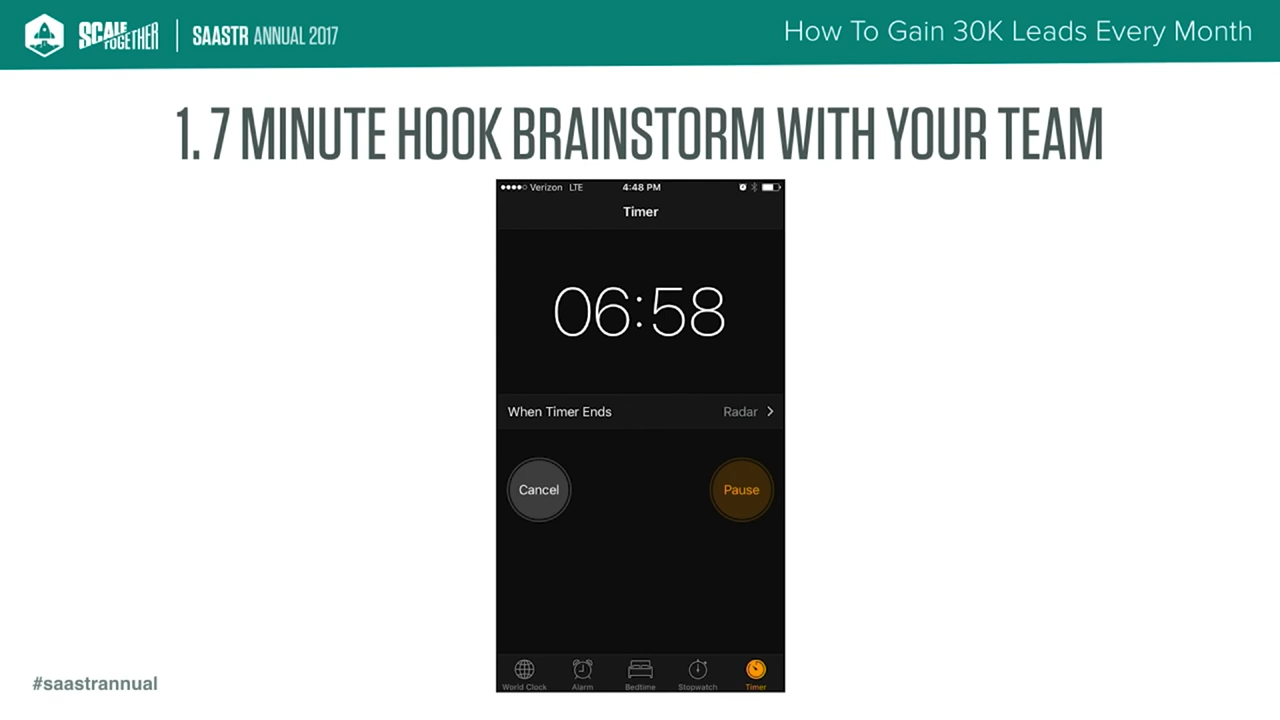 SCALE TOGETHER
SAASTR ANNUAL 2017
How To Gain 30K Leads Every Month
1. 7 MINUTE HOOK BRAINSTORM WITH YOUR TEAM
Verizon LTE 4:48 PM
Timer
06:58
When Timer Ends Radar
Cancel Pause
World Clock Alarm Bedtime Stopwatch Timer
#saastrannual